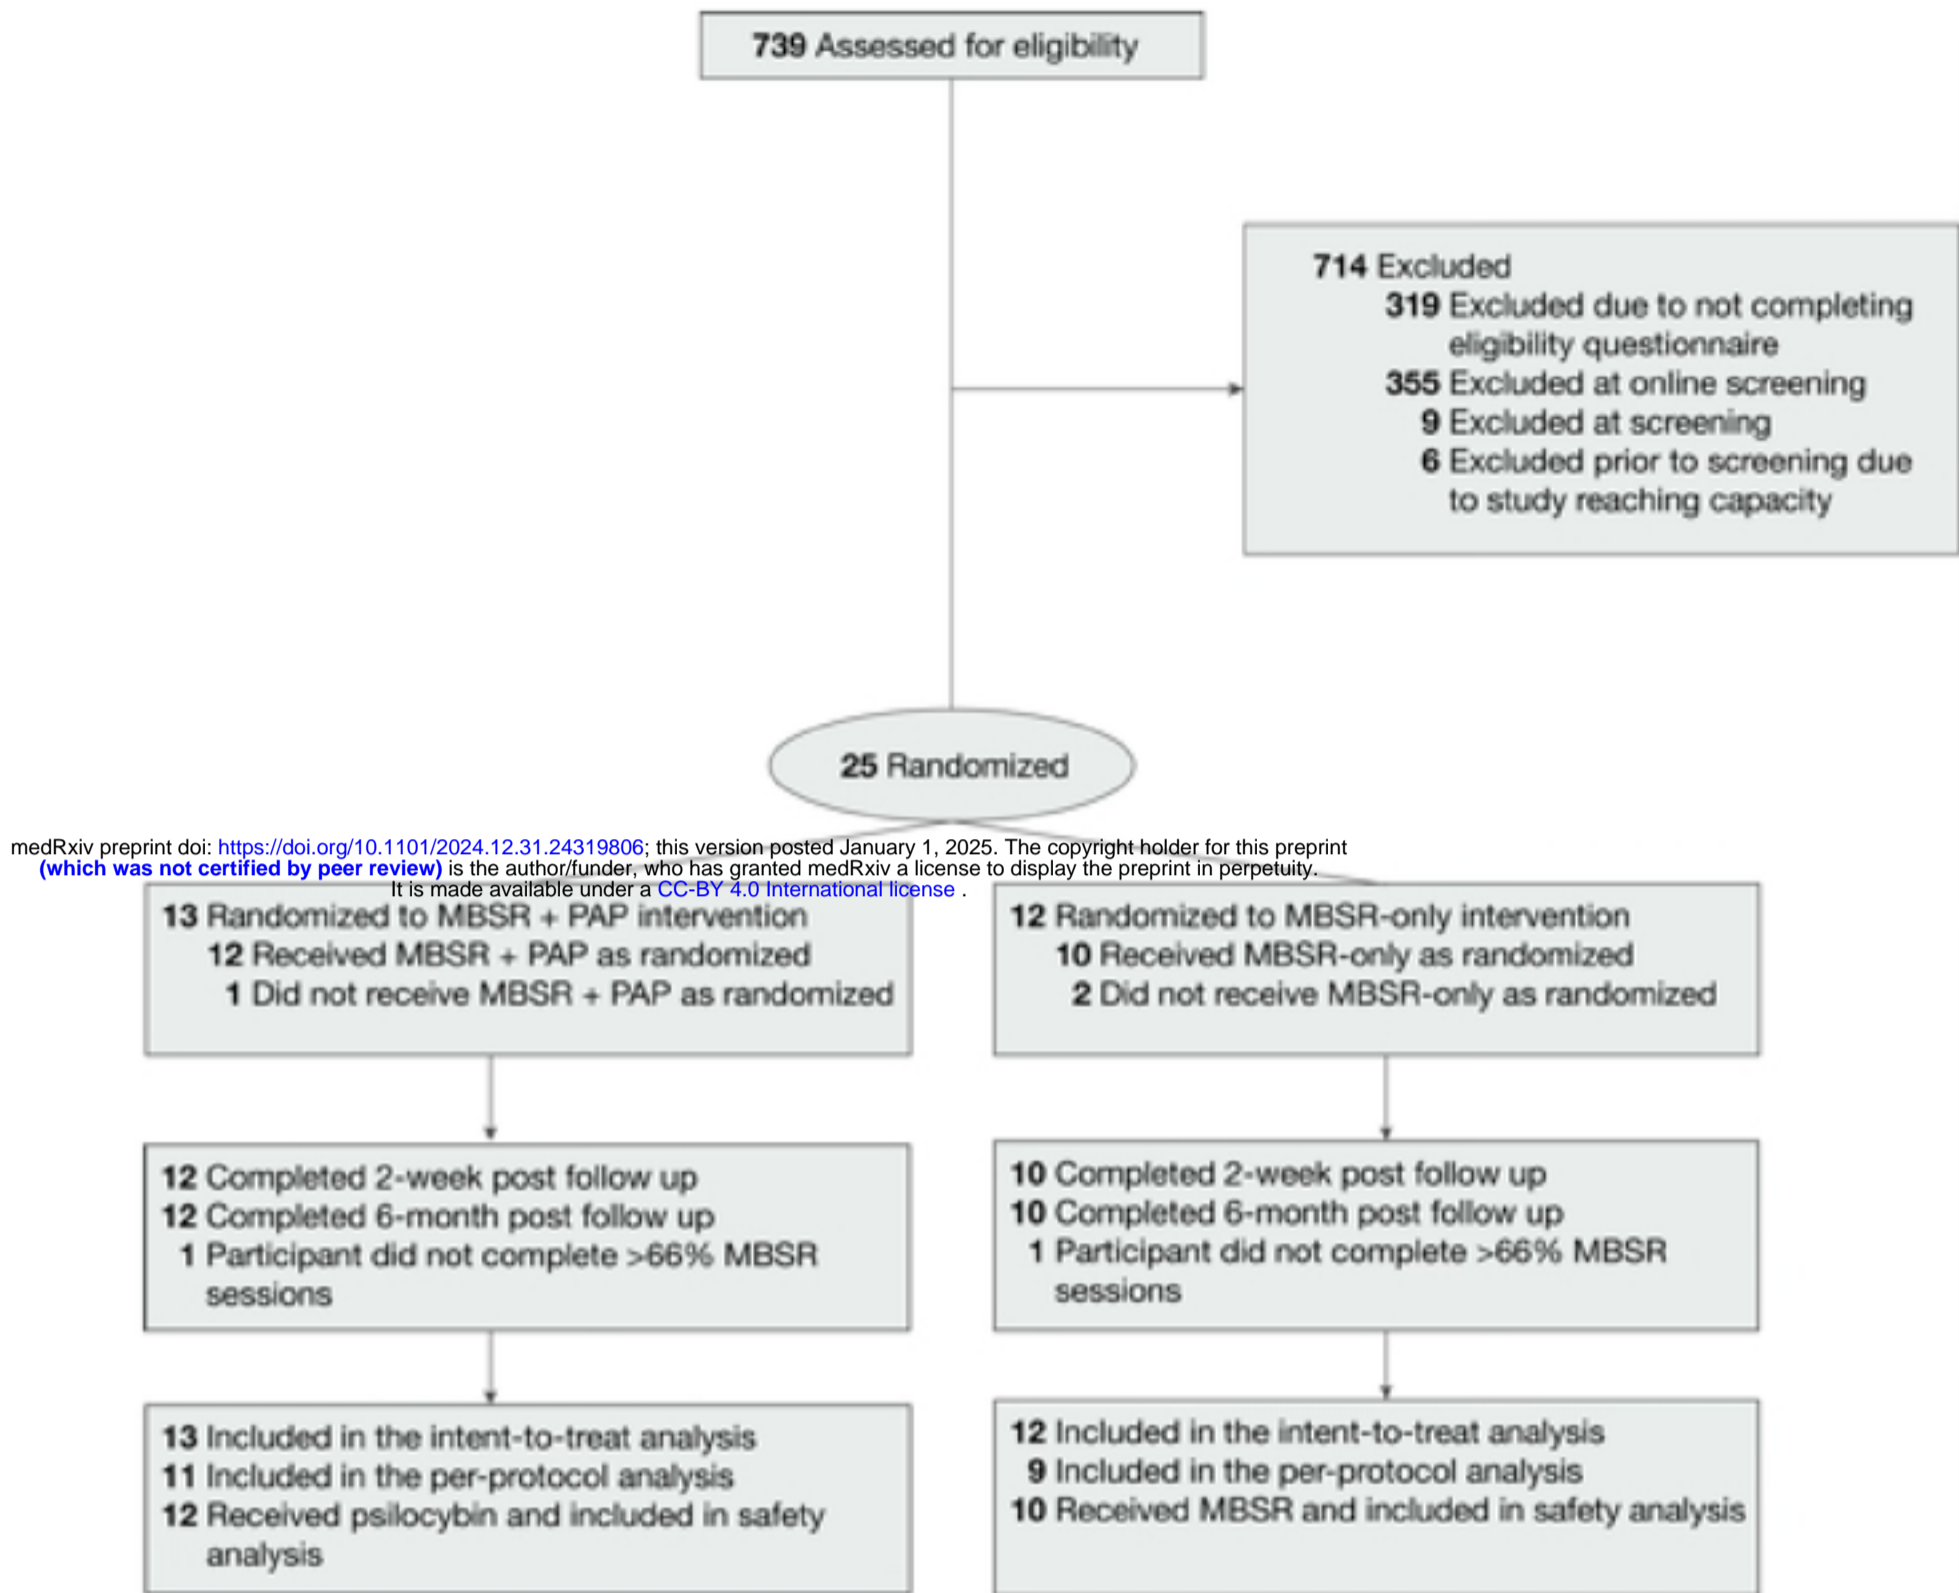 739 Assessed for eligibility
714 Excluded
319 Excluded due to not completing
eligibility questionnaire
355 Excluded at online screening
9 Excluded at screening
6 Excluded prior to screening due
to study reaching capacity
25 Randomized
medRxiv preprint doi: https://doi.org/10.1101/2024.12.31.24319806; this version posted January 1, 2025. The copyright holder for this preprint
(which was not certified by peer review) is the author/funder, who has granted medRxiv a license to display the preprint in perpetuity.
It is made available under a CC-BY 4.0 International license .
13 Randomized to MBSR + PAP intervention
12 Received MBSR + PAP as randomized
1 Did not receive MBSR + PAP as randomized
12 Randomized to MBSR-only intervention
10 Received MBSR-only as randomized
2 Did not receive MBSR-only as randomized
12 Completed 2-week post follow up
12 Completed 6-month post follow up
1 Participant did not complete >66% MBSR
sessions
10 Completed 2-week post follow up
10 Completed 6-month post follow up
1 Participant did not complete >66% MBSR
sessions
13 Included in the intent-to-treat analysis
11 Included in the per-protocol analysis
12 Received psilocybin and included in safety
analysis
12 Included in the intent-to-treat analysis
9 Included in the per-protocol analysis
10 Received MBSR and included in safety analysis